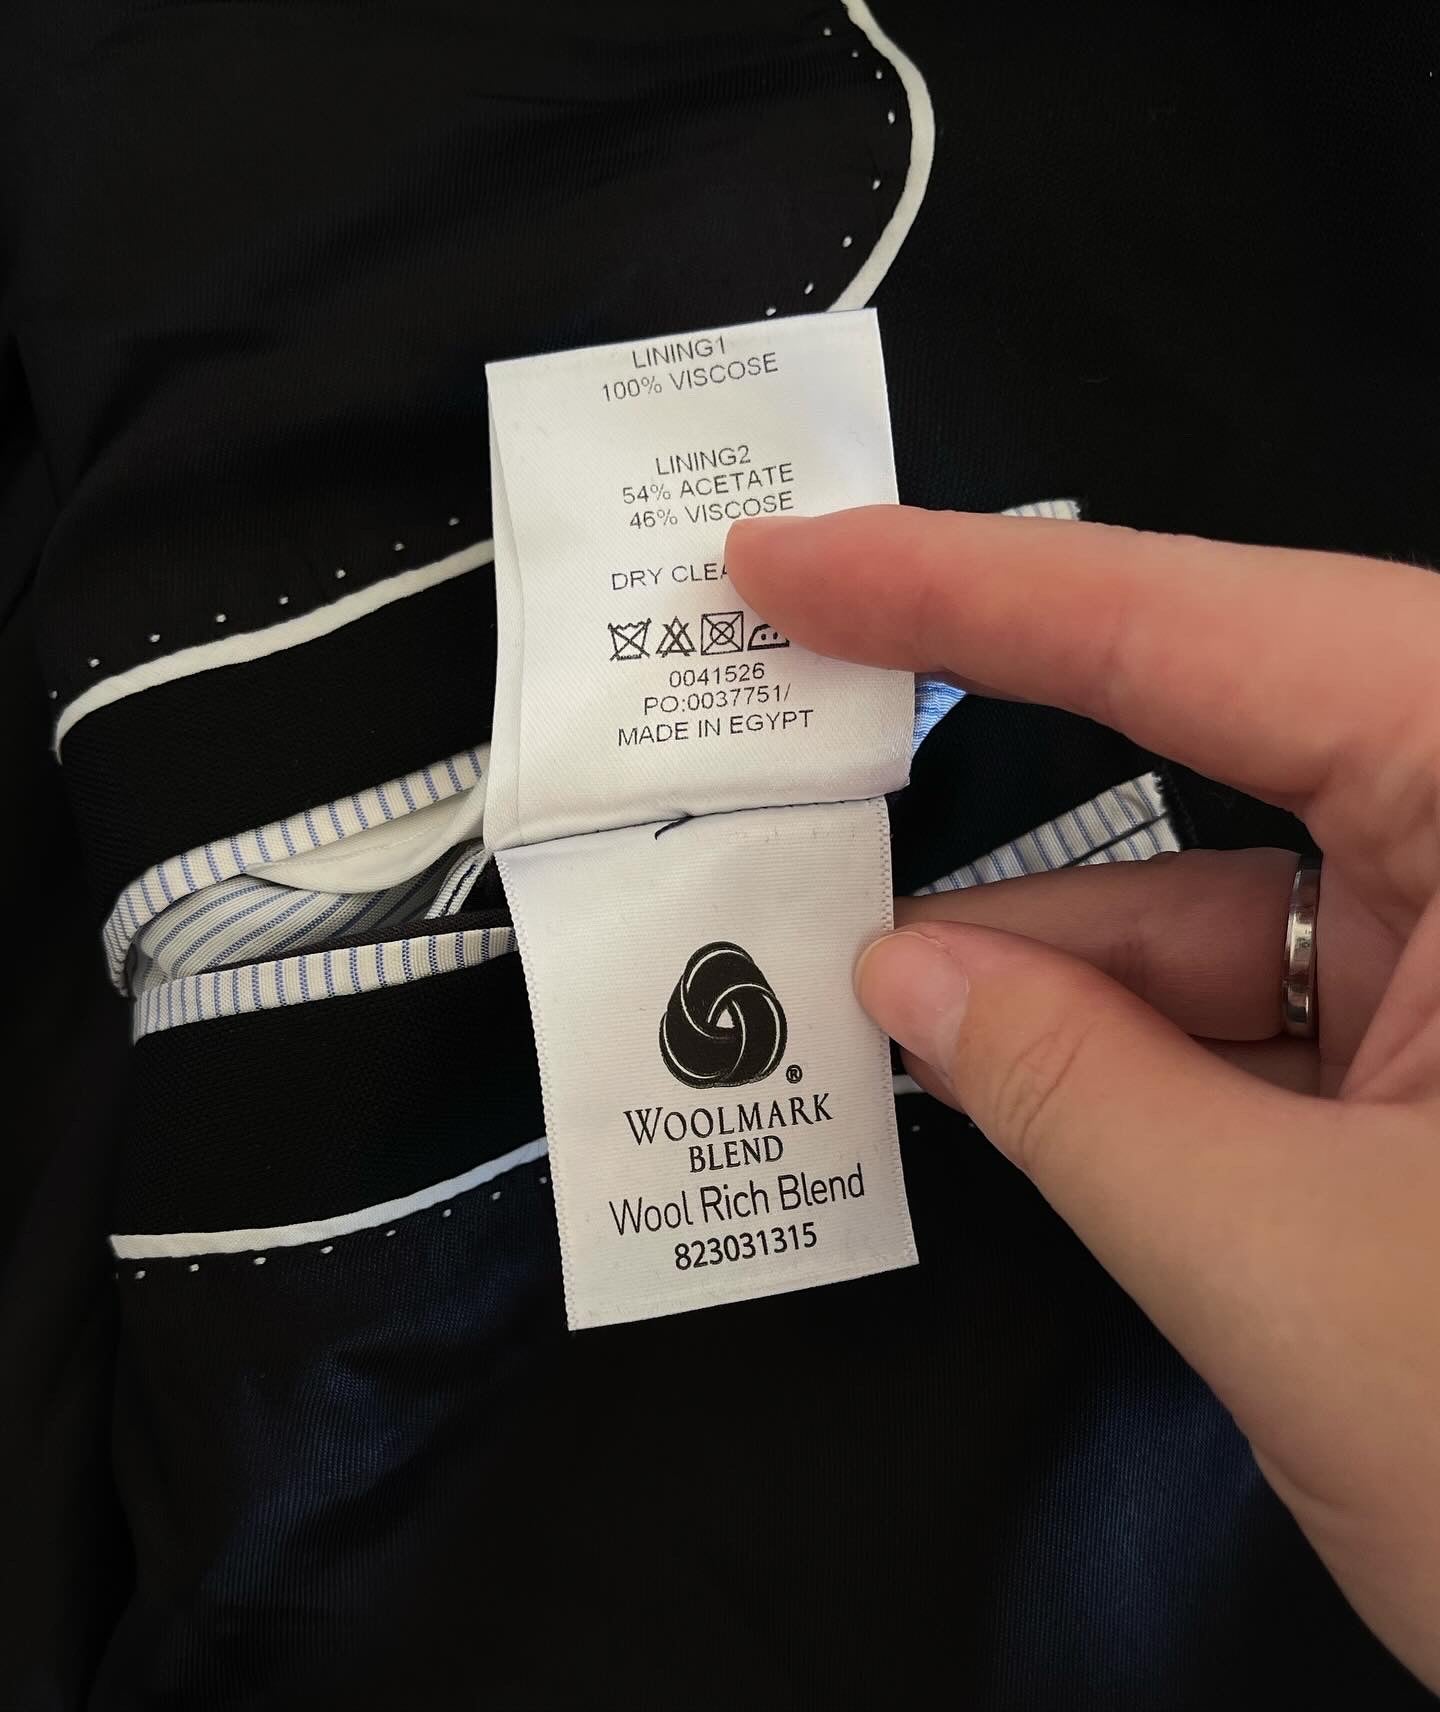 LINING1
100% VISCOSE
LINING2
54% ACETATE
46% VISCOSE
DRY
0041526
PO:0037751/
MADE IN EGYPT
®
WOOLMARK
BLEND
Wool Rich Blend
823031315